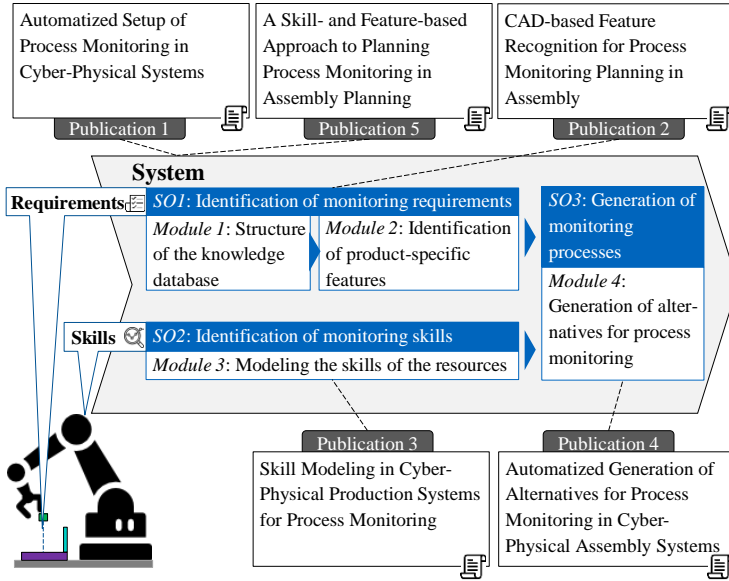 Automatized Setup of
Process Monitoring in
Cyber-Physical Systems
Publication 1
A Skill- and Feature-based
Approach to Planning
Process Monitoring in
Assembly Planning
Publication 5
CAD-based Feature
Recognition for Process
Monitoring Planning in
Assembly
Publication 2
System
Requirements
SO1: Identification of monitoring requirements
Module 1: Structure
of the knowledge
database
Module 2: Identification
of product-specific
features
SO3: Generation of
monitoring
processes
Module 4:
Generation of alter-
natives for process
monitoring
Skills
SO2: Identification of monitoring skills
Module 3: Modeling the skills of the resources
Publication 3
Skill Modeling in Cyber-
Physical Production Systems
for Process Monitoring
Publication 4
Automatized Generation of
Alternatives for Process
Monitoring in Cyber-
Physical Assembly Systems